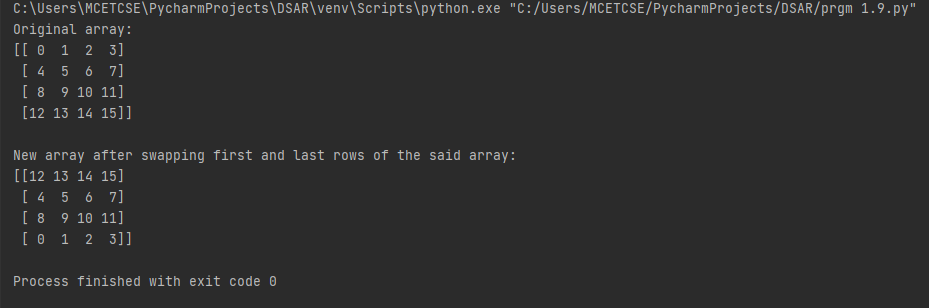 C:\Users\MCETCSE\PycharmProjects\DSAR\venv\Scripts\python.exe "C:/Users/MCETCSE/PycharmProjects/DSAR/prgm 1.9.py"
Original array:
[[ 0  1  2  3]
 [ 4  5  6  7]
 [ 8  9 10 11]
 [12 13 14 15]]

New array after swapping first and last rows of the said array:
[[12 13 14 15]
 [ 4  5  6  7]
 [ 8  9 10 11]
 [ 0  1  2  3]]

Process finished with exit code 0